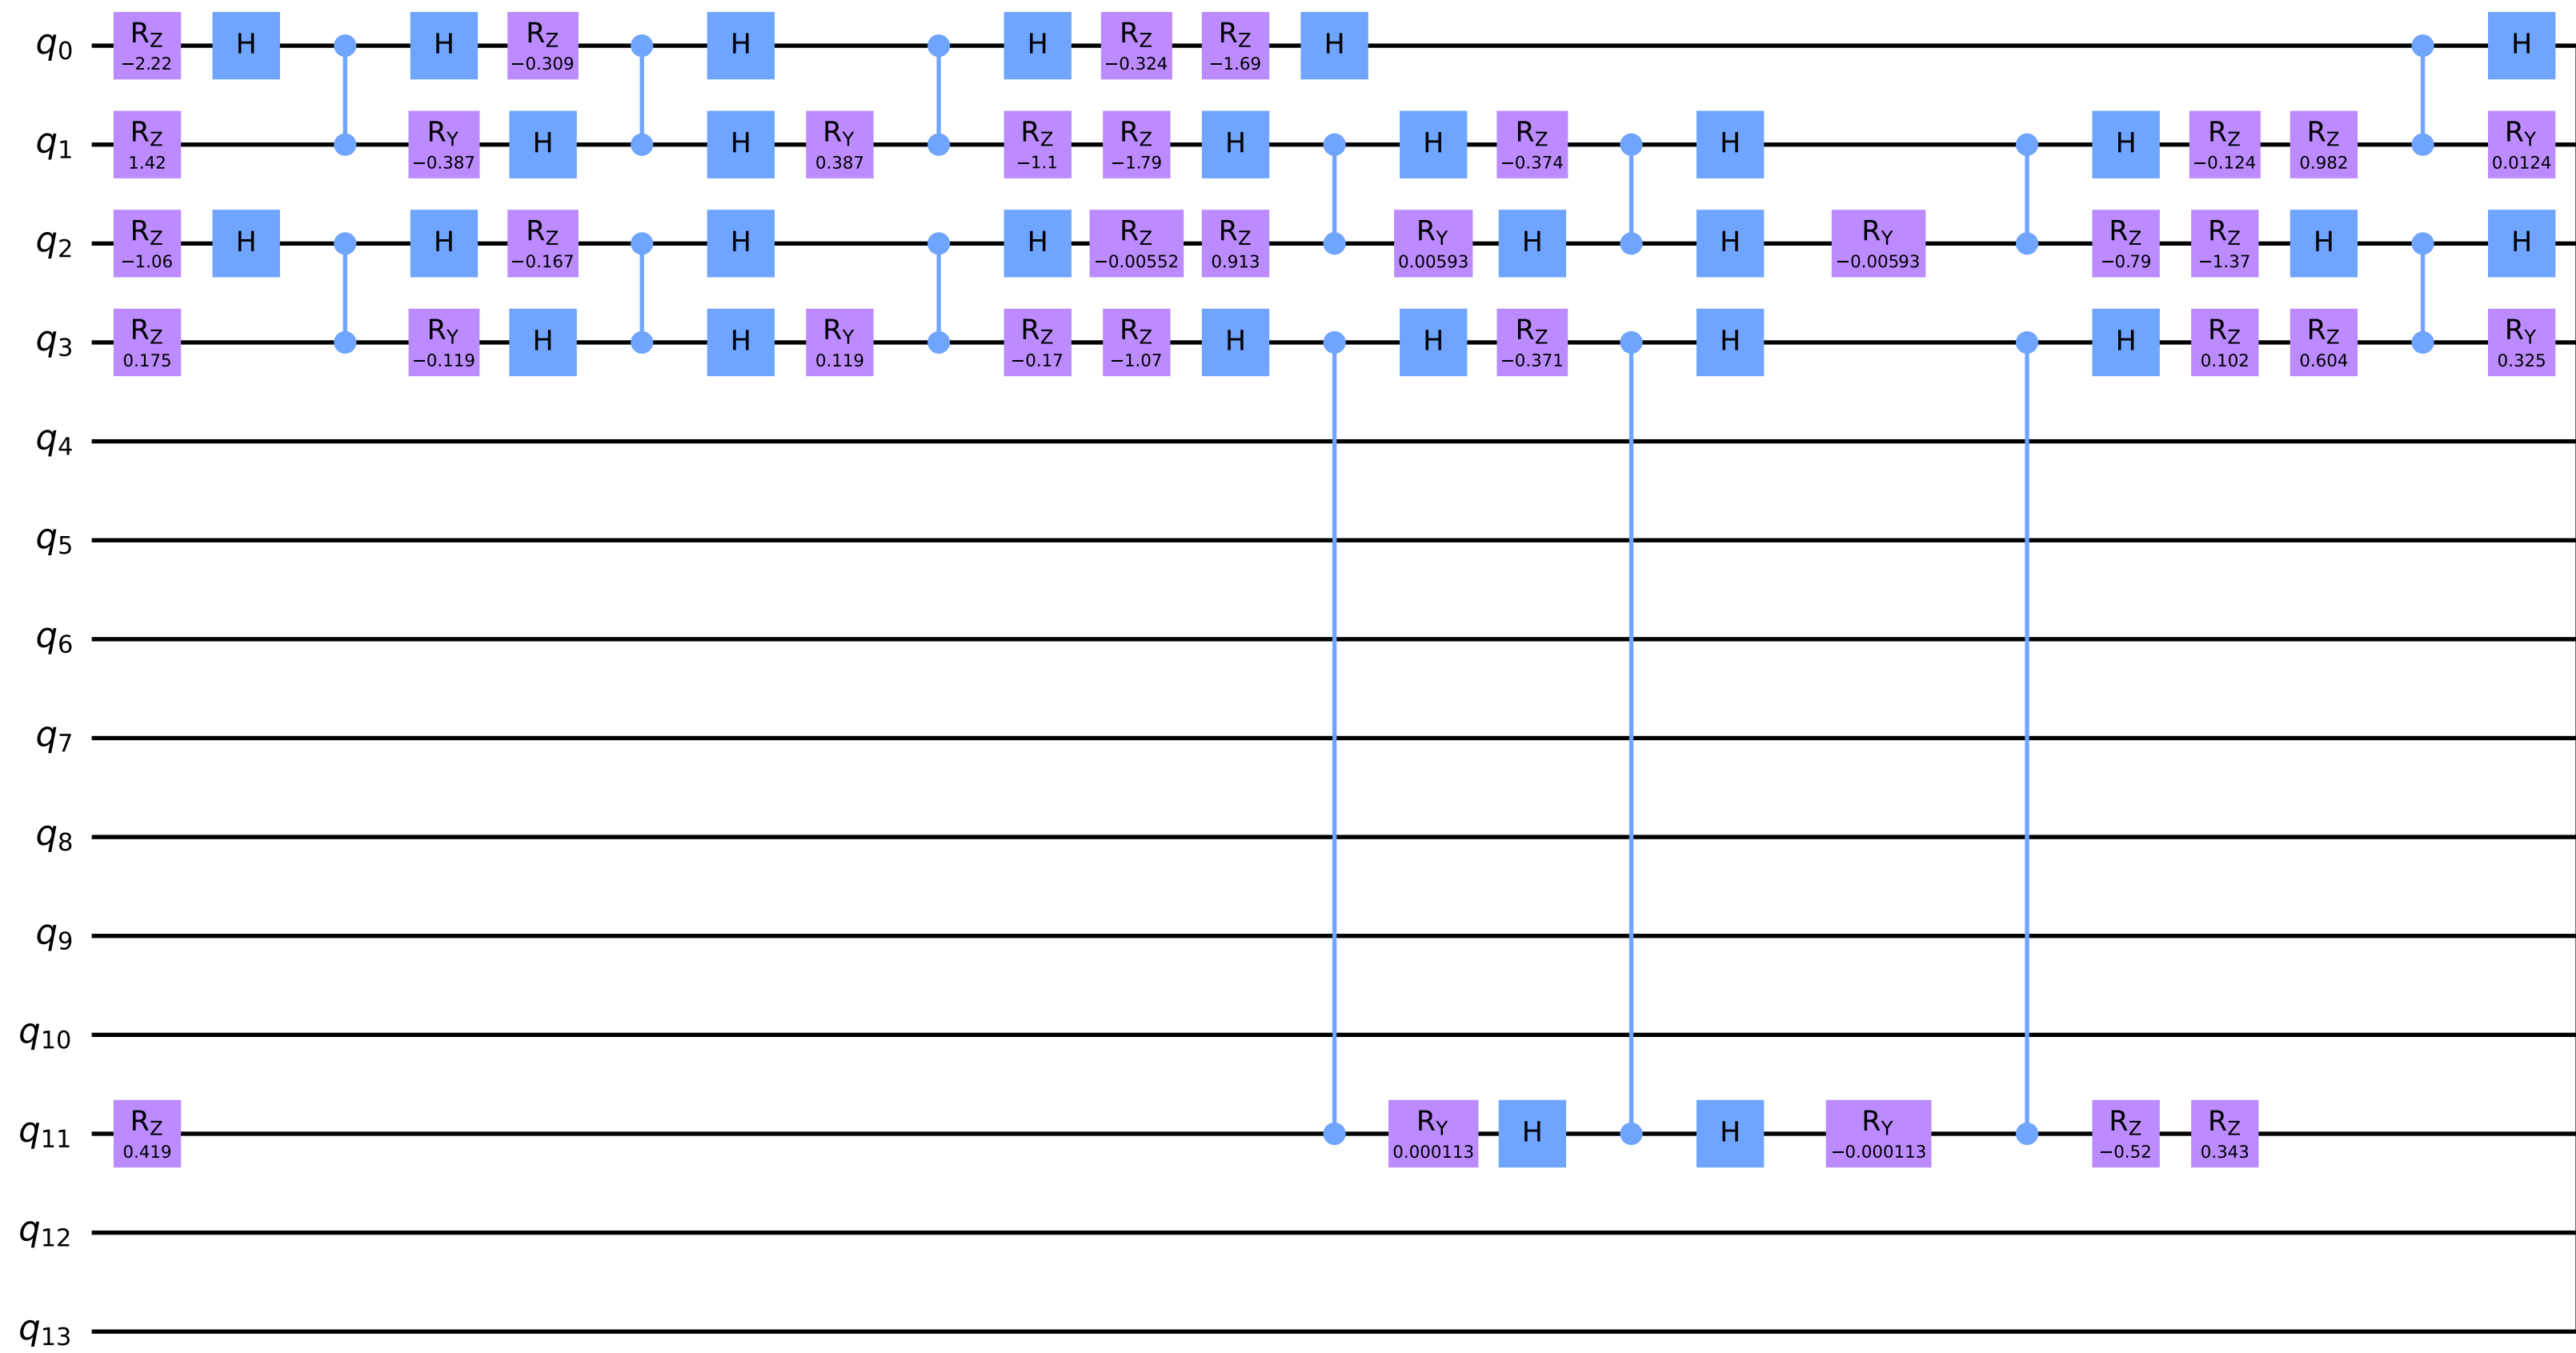 q0 RZ −2.22 H H RZ −0.309 H H RZ −0.324 RZ −1.69 H H
q1 RZ 1.42 RY −0.387 H H RY 0.387 RZ −1.1 RZ −1.79 H H RZ −0.374 H H RZ −0.124 RZ 0.982 RY 0.0124
q2 RZ −1.06 H H RZ −0.167 H H RZ −0.00552 RZ 0.913 RY 0.00593 H H RY −0.00593 RZ −0.79 RZ −1.37 H H
q3 RZ 0.175 RY −0.119 H H RY 0.119 RZ −0.17 RZ −1.07 H H RZ −0.371 H H RZ 0.102 RZ 0.604 RY 0.325
q4
q5
q6
q7
q8
q9
q10
q11 RZ 0.419 RY 0.000113 H H RY −0.000113 RZ −0.52 RZ 0.343
q12
q13